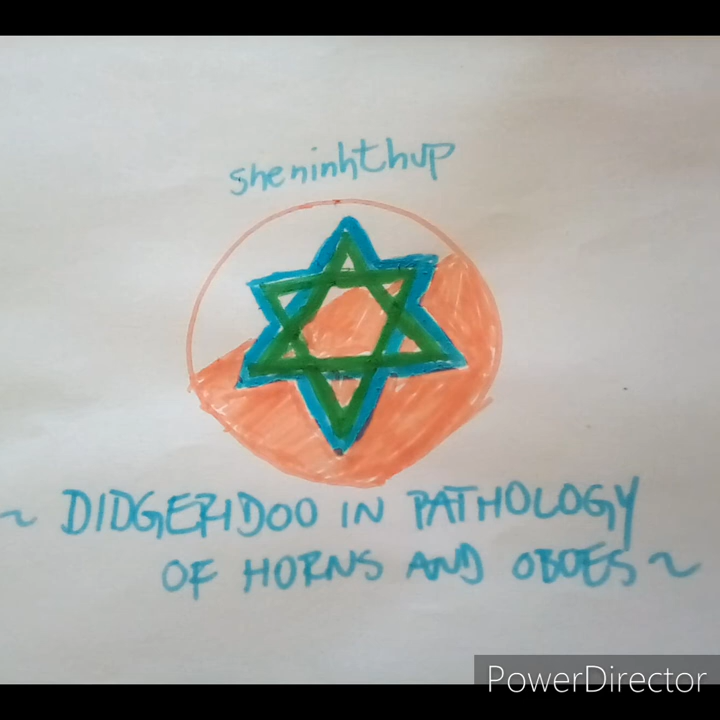 sheninhthup
~ DIDGERIDOO IN PATHOLOGY
OF HORNS AND OBOES ~
PowerDirector